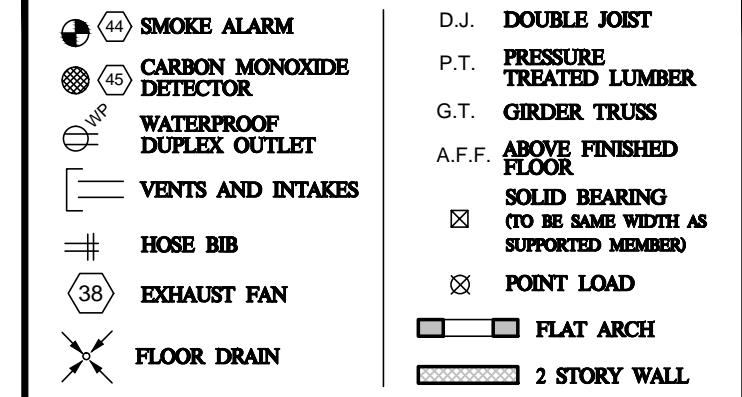 44 SMOKE ALARM
45 CARBON MONOXIDE
DETECTOR
WP
WATERPROOF
DUPLEX OUTLET
VENTS AND INTAKES
HOSE BIB
38 EXHAUST FAN
FLOOR DRAIN
D.J. DOUBLE JOIST
P.T. PRESSURE
TREATED LUMBER
G.T. GIRDER TRUSS
A.F.F. ABOVE FINISHED
FLOOR
SOLID BEARING
(TO BE SAME WIDTH AS
SUPPORTED MEMBER)
POINT LOAD
FLAT ARCH
2 STORY WALL